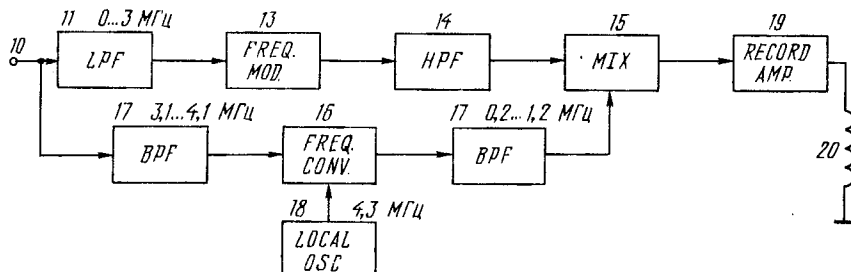 10
11 0...3 МГц
LPF
13
FREQ.
MOD.
14
HPF
15
MIX
19
RECORD
AMP.
17 3,1...4,1 МГц
BPF
16
FREQ.
CONV.
17 0,2...1,2 МГц
BPF
20
18 4,3 МГц
LOCAL
OSC